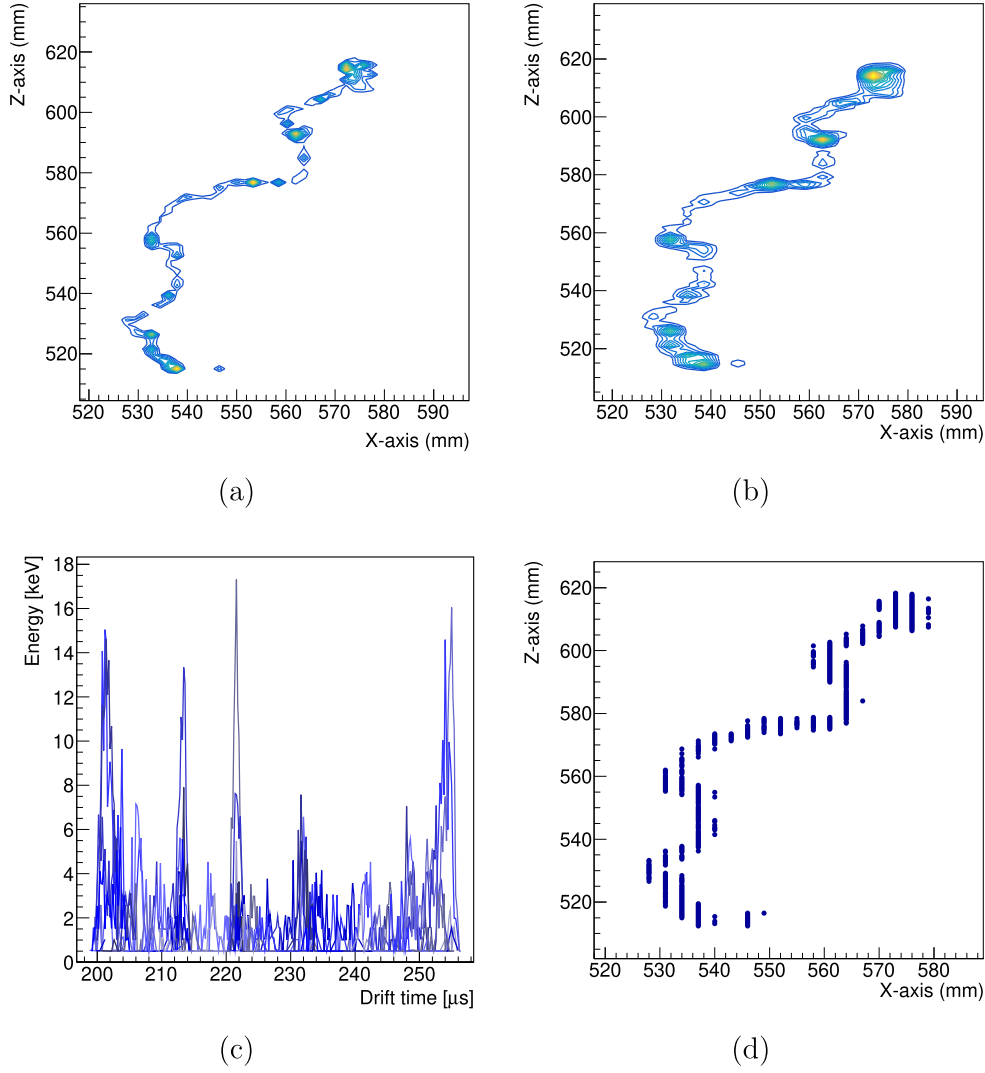 Z-axis (mm)
620
600
580
560
540
520
520 530 540 550 560 570 580 590
X-axis (mm)
(a)
Z-axis (mm)
620
600
580
560
540
520
520 530 540 550 560 570 580 590
X-axis (mm)
(b)
Energy [keV]
18
16
14
12
10
8
6
4
2
0
200 210 220 230 240 250
Drift time [μs]
(c)
Z-axis (mm)
620
600
580
560
540
520
520 530 540 550 560 570 580
X-axis (mm)
(d)